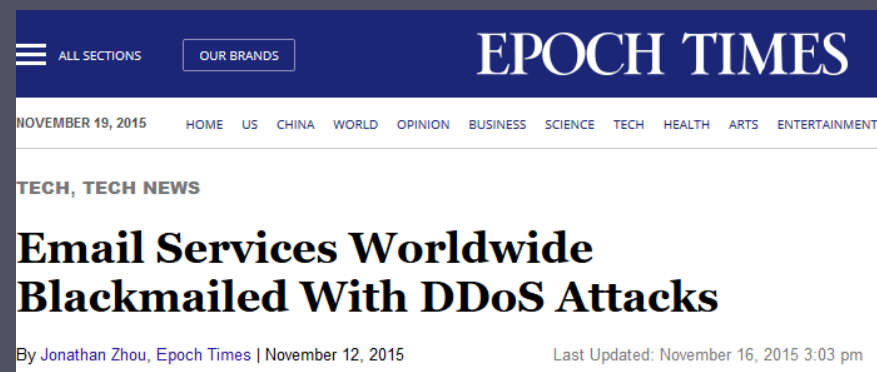 ALL SECTIONS OUR BRANDS EPOCH TIMES
NOVEMBER 19, 2015 HOME US CHINA WORLD OPINION BUSINESS SCIENCE TECH HEALTH ARTS ENTERTAINMENT
TECH, TECH NEWS
Email Services Worldwide
Blackmailed With DDoS Attacks
By Jonathan Zhou, Epoch Times | November 12, 2015 Last Updated: November 16, 2015 3:03 pm